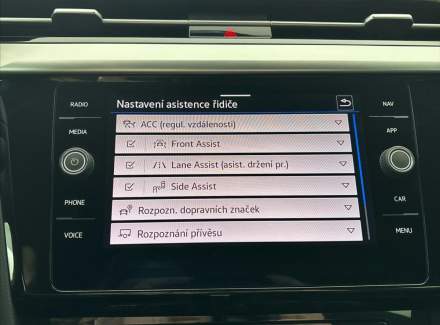 RADIO
MEDIA
PHONE
VOICE
Nastavení asistence řidiče
ACC (regul. vzdálenosti)
Front Assist
Lane Assist (asist. držení pr.)
Side Assist
Rozpozn. dopravních značek
Rozpoznání přívěsu
NAV
APP
CAR
MENU